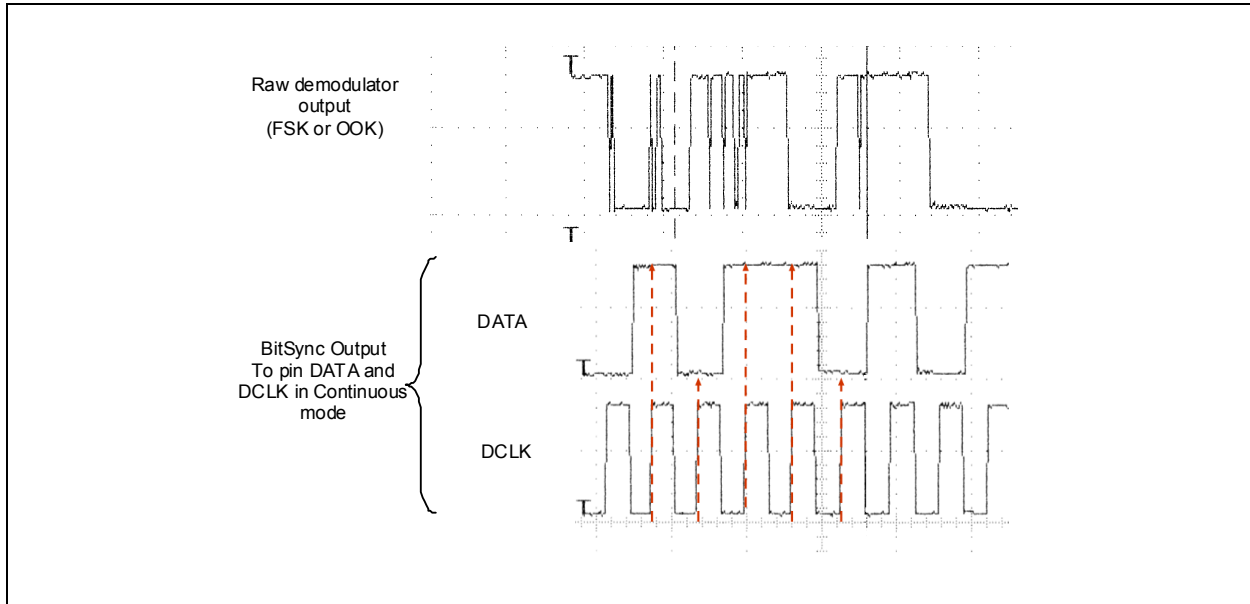 Raw demodulator
output
(FSK or OOK)
DATA
BitSync Output
To pin DATA and
DCLK in Continuous
mode
DCLK